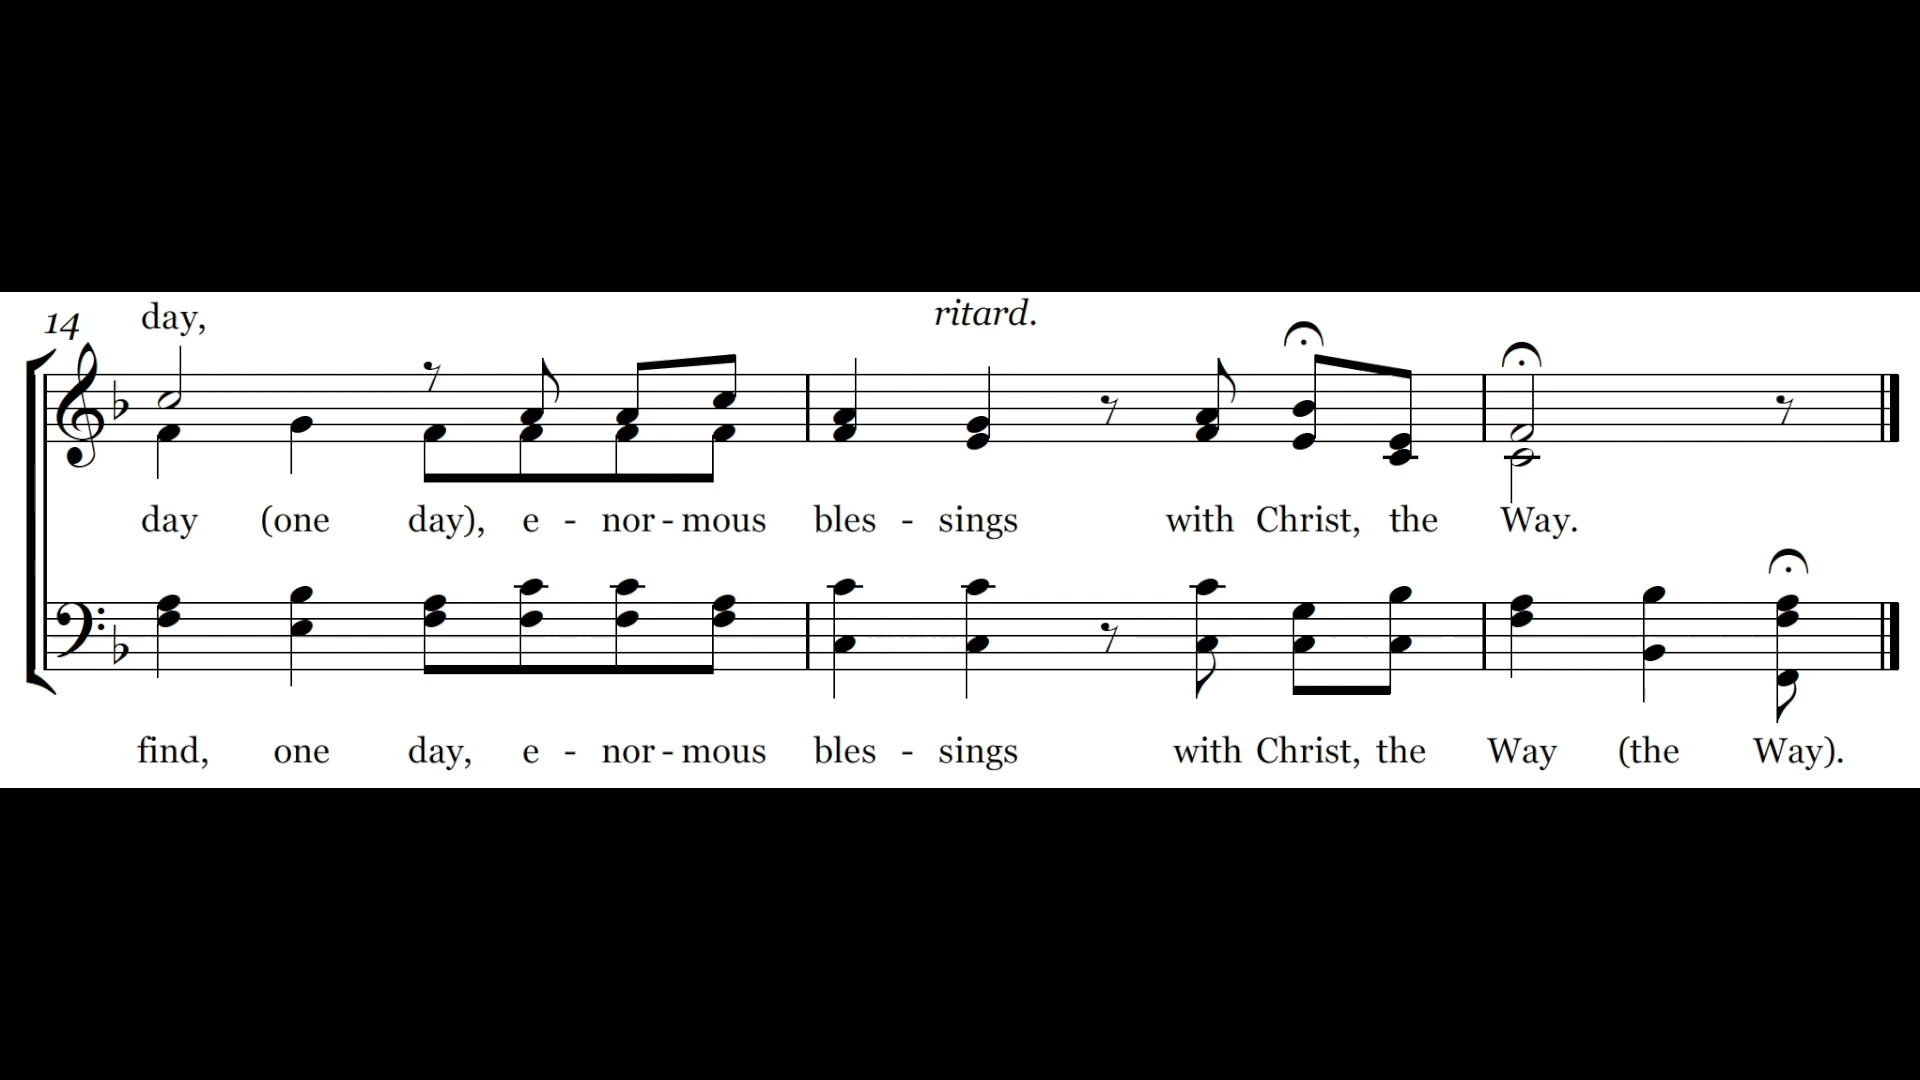 day,
ritard.
14
day (one day), e - nor - mous bles - sings with Christ, the Way.
find, one day, e - nor - mous bles - sings with Christ, the Way (the Way).